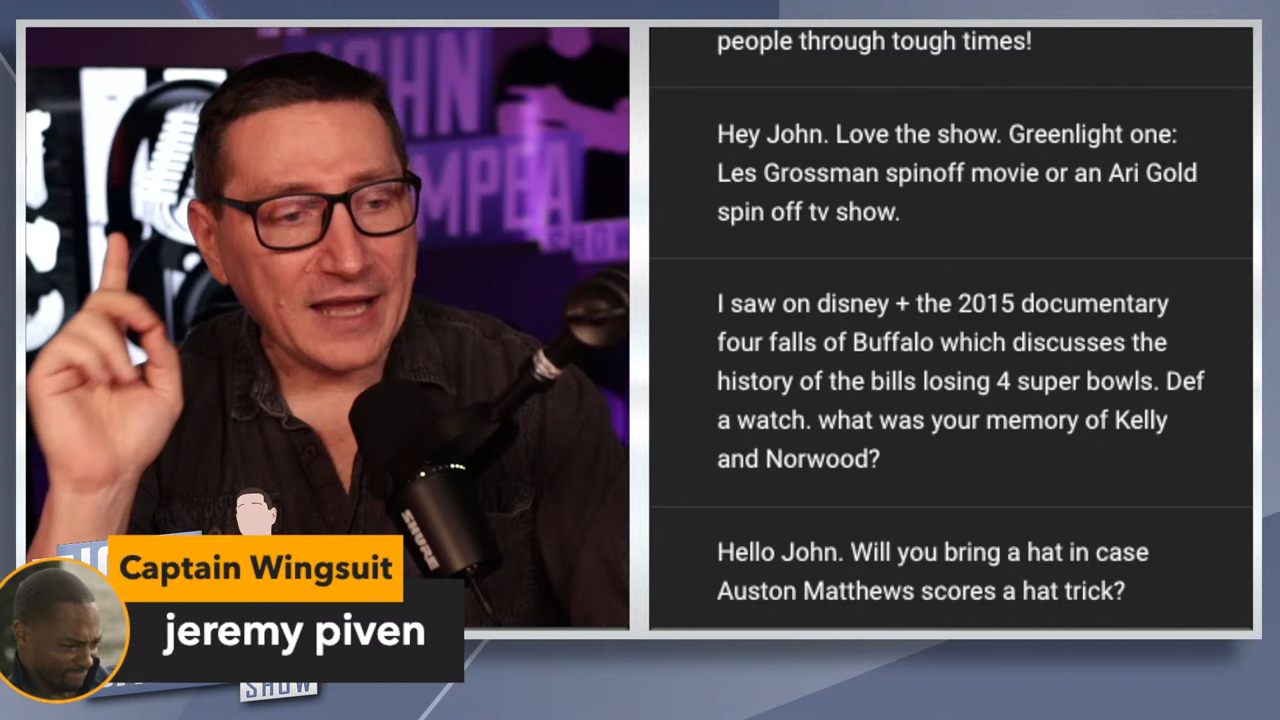 JOHN
MPEA
people through tough times!
Hey John. Love the show. Greenlight one:
Les Grossman spinoff movie or an Ari Gold
spin off tv show.
I saw on disney + the 2015 documentary
four falls of Buffalo which discusses the
history of the bills losing 4 super bowls. Def
a watch. what was your memory of Kelly
and Norwood?
Hello John. Will you bring a hat in case
Auston Matthews scores a hat trick?
SHURE
Captain Wingsuit
jeremy piven
SHOW